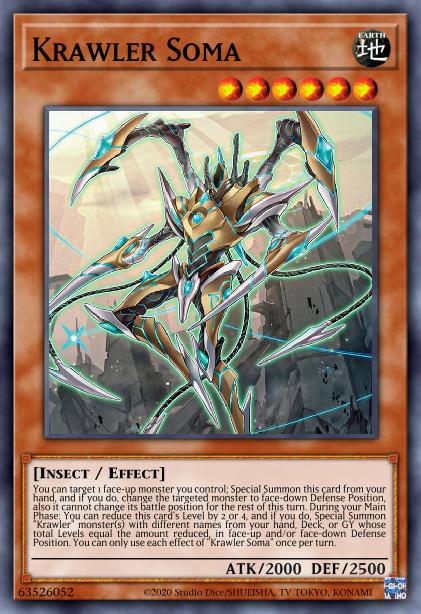 Krawler Soma
EARTH
地
[Insect / Effect]
You can target 1 face-up monster you control; Special Summon this card from your
hand, and if you do, change the targeted monster to face-down Defense Position,
also it cannot change its battle position for the rest of this turn. During your Main
Phase: You can reduce this card's Level by 2 or 4, and if you do, Special Summon
"Krawler" monster(s) with different names from your hand, Deck, or GY whose
total Levels equal the amount reduced, in face-up and/or face-down Defense
Position. You can only use each effect of "Krawler Soma" once per turn.
ATK/2000 DEF/2500
63526052
©2020 Studio Dice/SHUEISHA, TV TOKYO, KONAMI